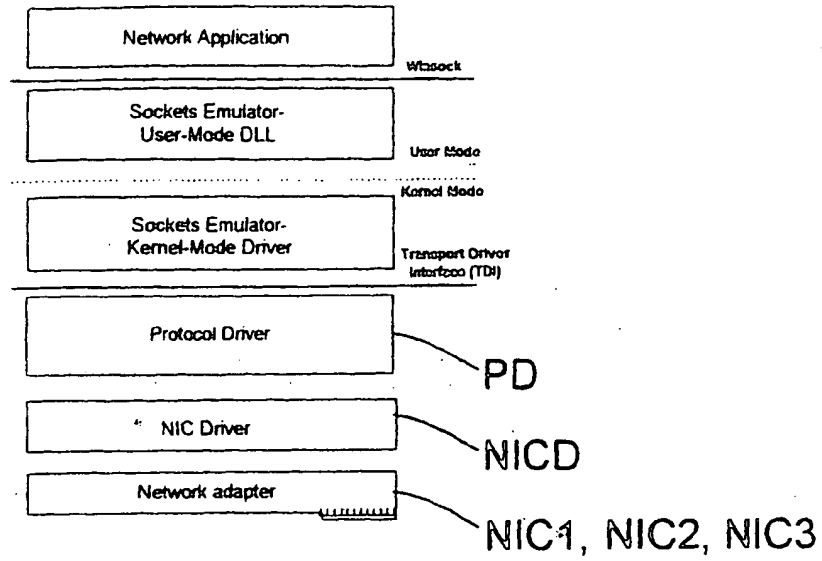 Network Application
Winsock
Sockets Emulator-
User-Mode DLL
User Mode
Kernel Mode
Sockets Emulator-
Kernel-Mode Driver
Transport Driver
Interface (TDI)
Protocol Driver
PD
NIC Driver
NICD
Network adapter
NIC1, NIC2, NIC3